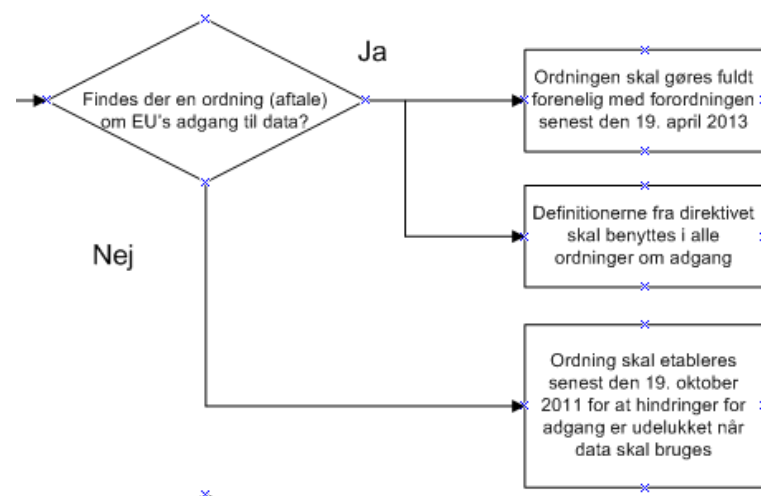 Ja
Findes der en ordning (aftale)
om EU's adgang til data?
Ordningen skal gøres fuldt
forenelig med forordningen
senest den 19. april 2013
Definitionerne fra direktivet
skal benyttes i alle
ordninger om adgang
Nej
Ordning skal etableres
senest den 19. oktober
2011 for at hindringer for
adgang er udelukket når
data skal bruges